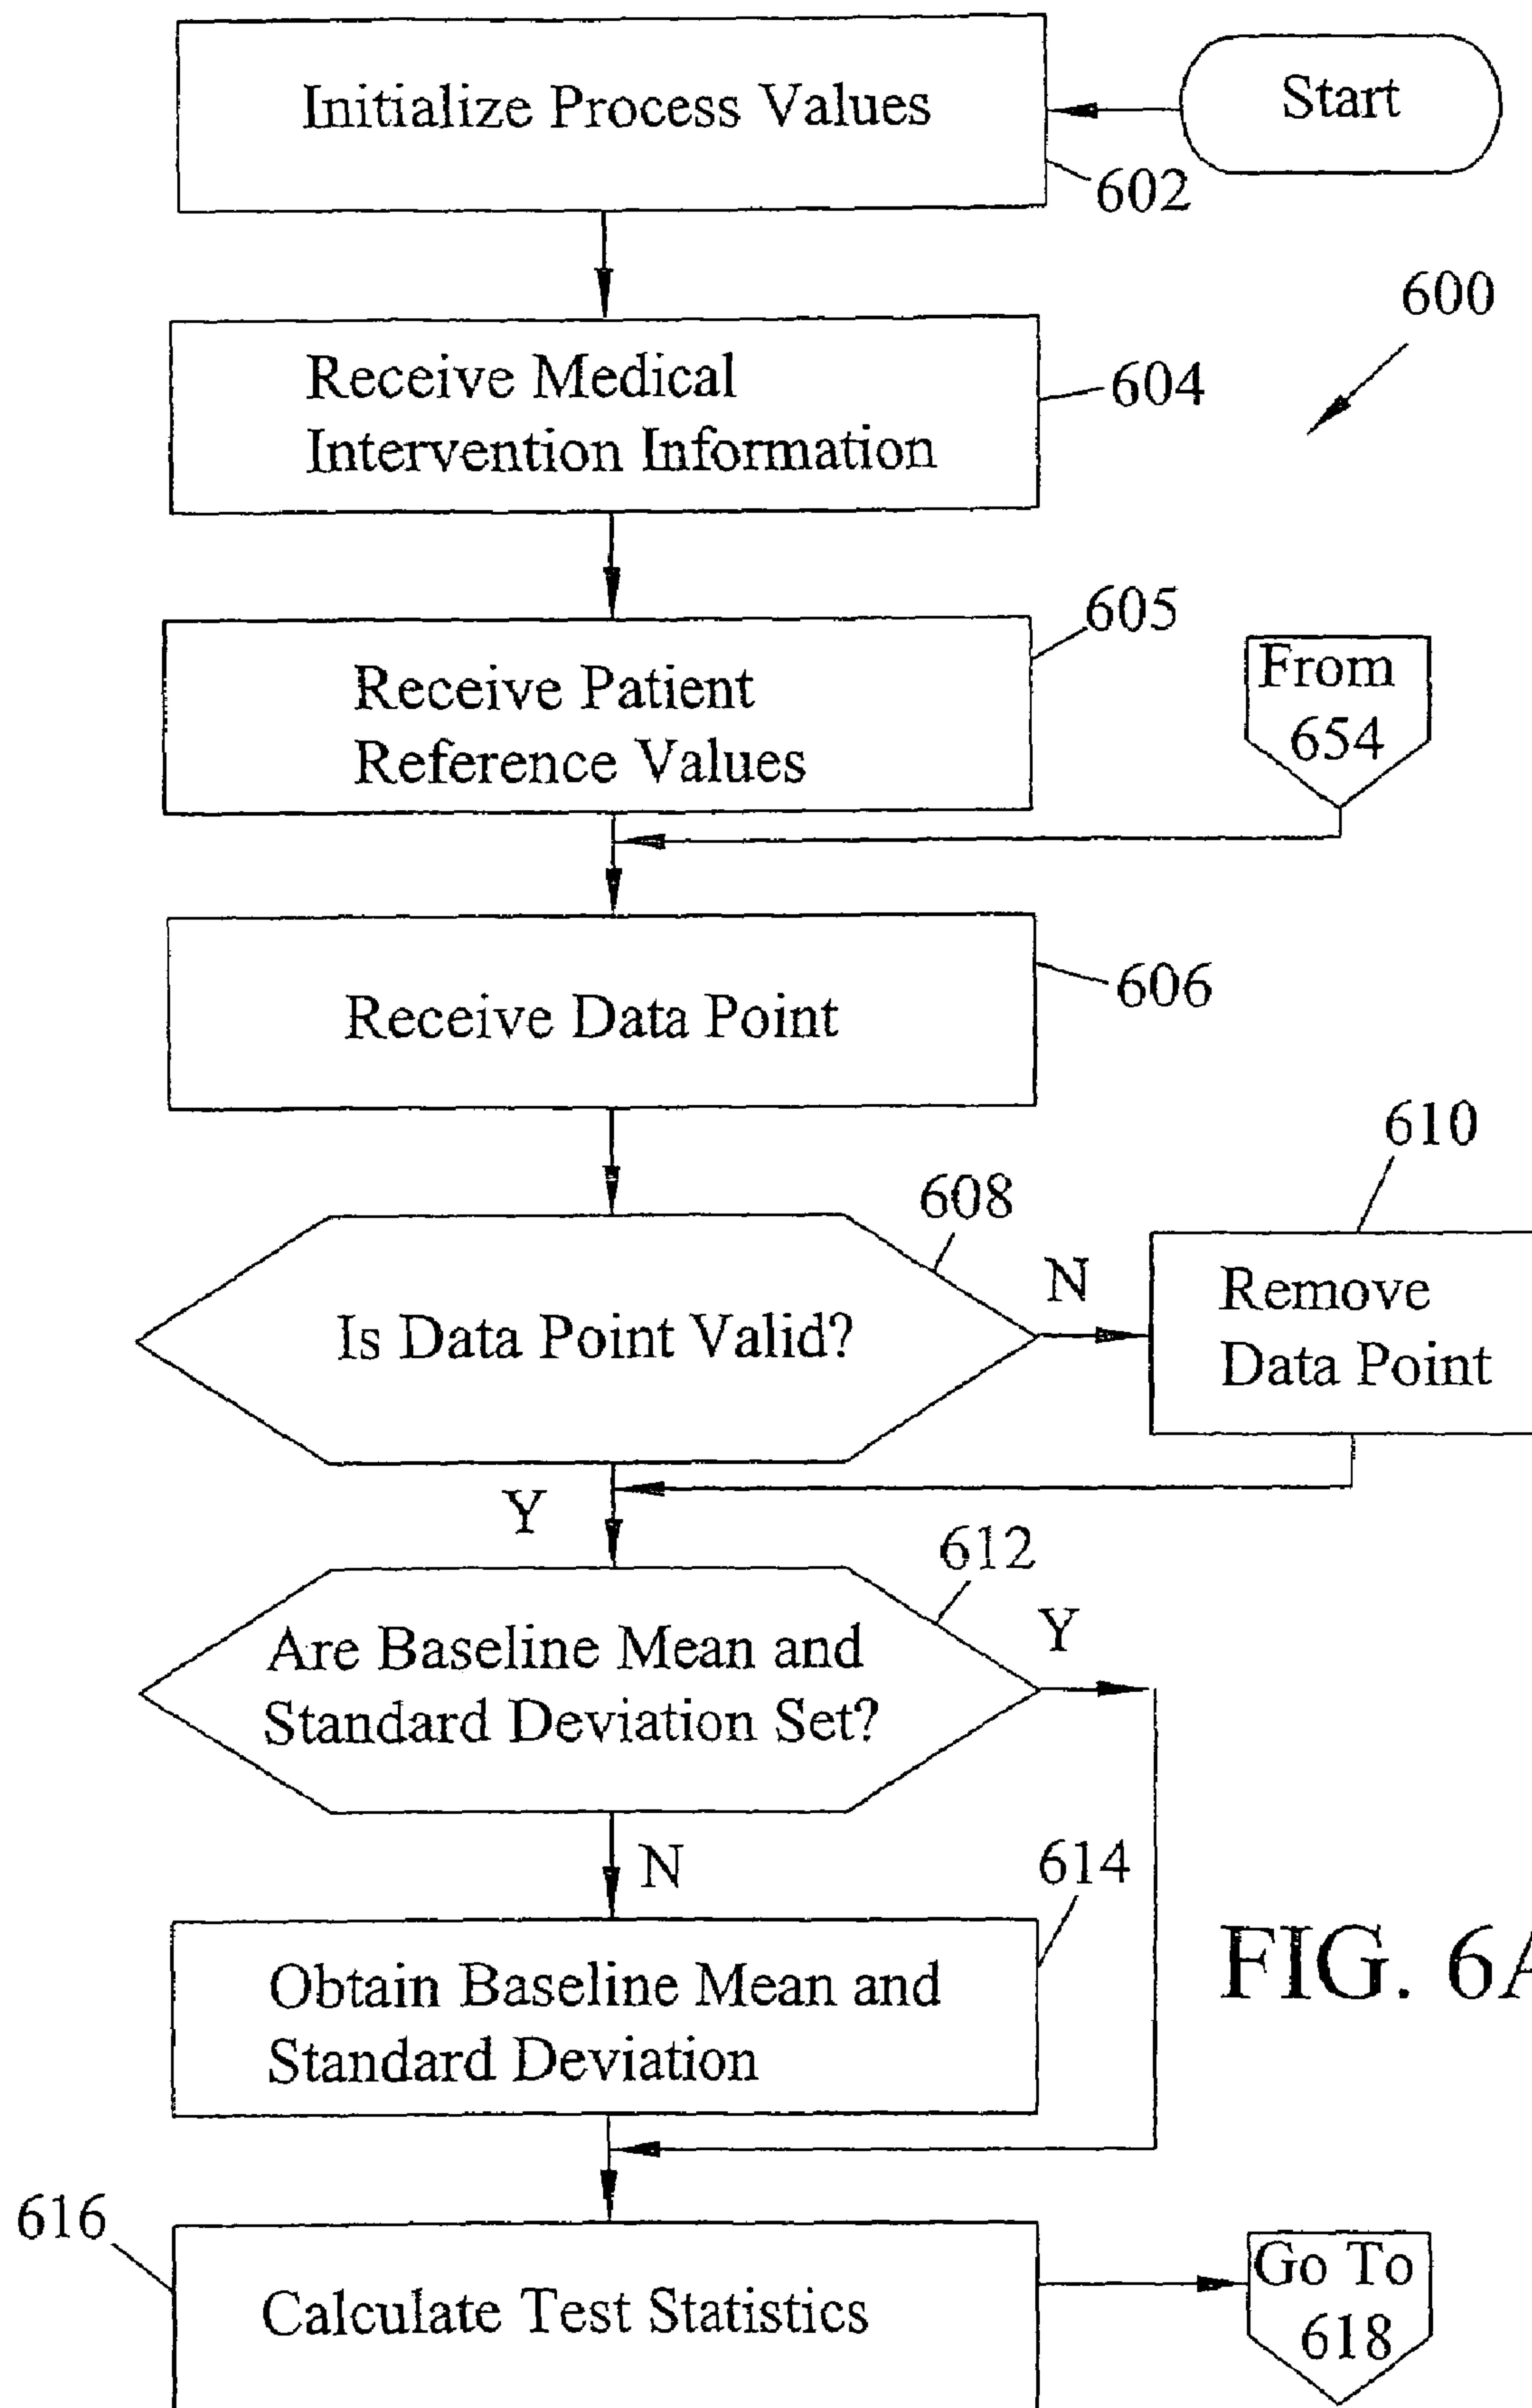 Initialize Process Values
Start
602
600
Receive Medical
Intervention Information
604
605
Receive Patient
Reference Values
From
654
Receive Data Point
606
608
610
Is Data Point Valid?
N
Remove
Data Point
Y
612
Are Baseline Mean and
Standard Deviation Set?
Y
N
614
Obtain Baseline Mean and
Standard Deviation
FIG. 6A
616
Calculate Test Statistics
Go To
618